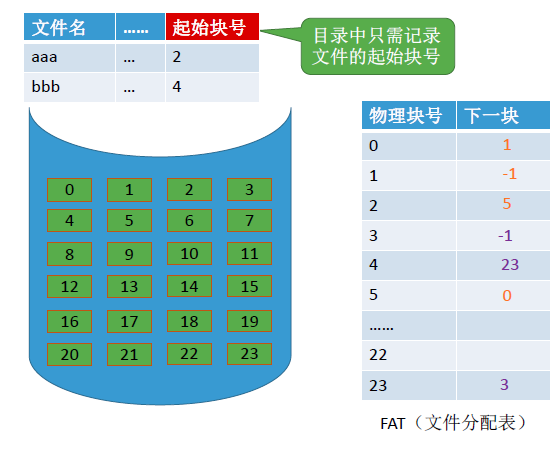 文件名 …… 起始块号
aaa … 2
bbb … 4
目录中只需记录
文件的起始块号
0 1 2 3
4 5 6 7
8 9 10 11
12 13 14 15
16 17 18 19
20 21 22 23
物理块号 下一块
0 1
1 -1
2 5
3 -1
4 23
5 0
……
22
23 3
FAT（文件分配表）